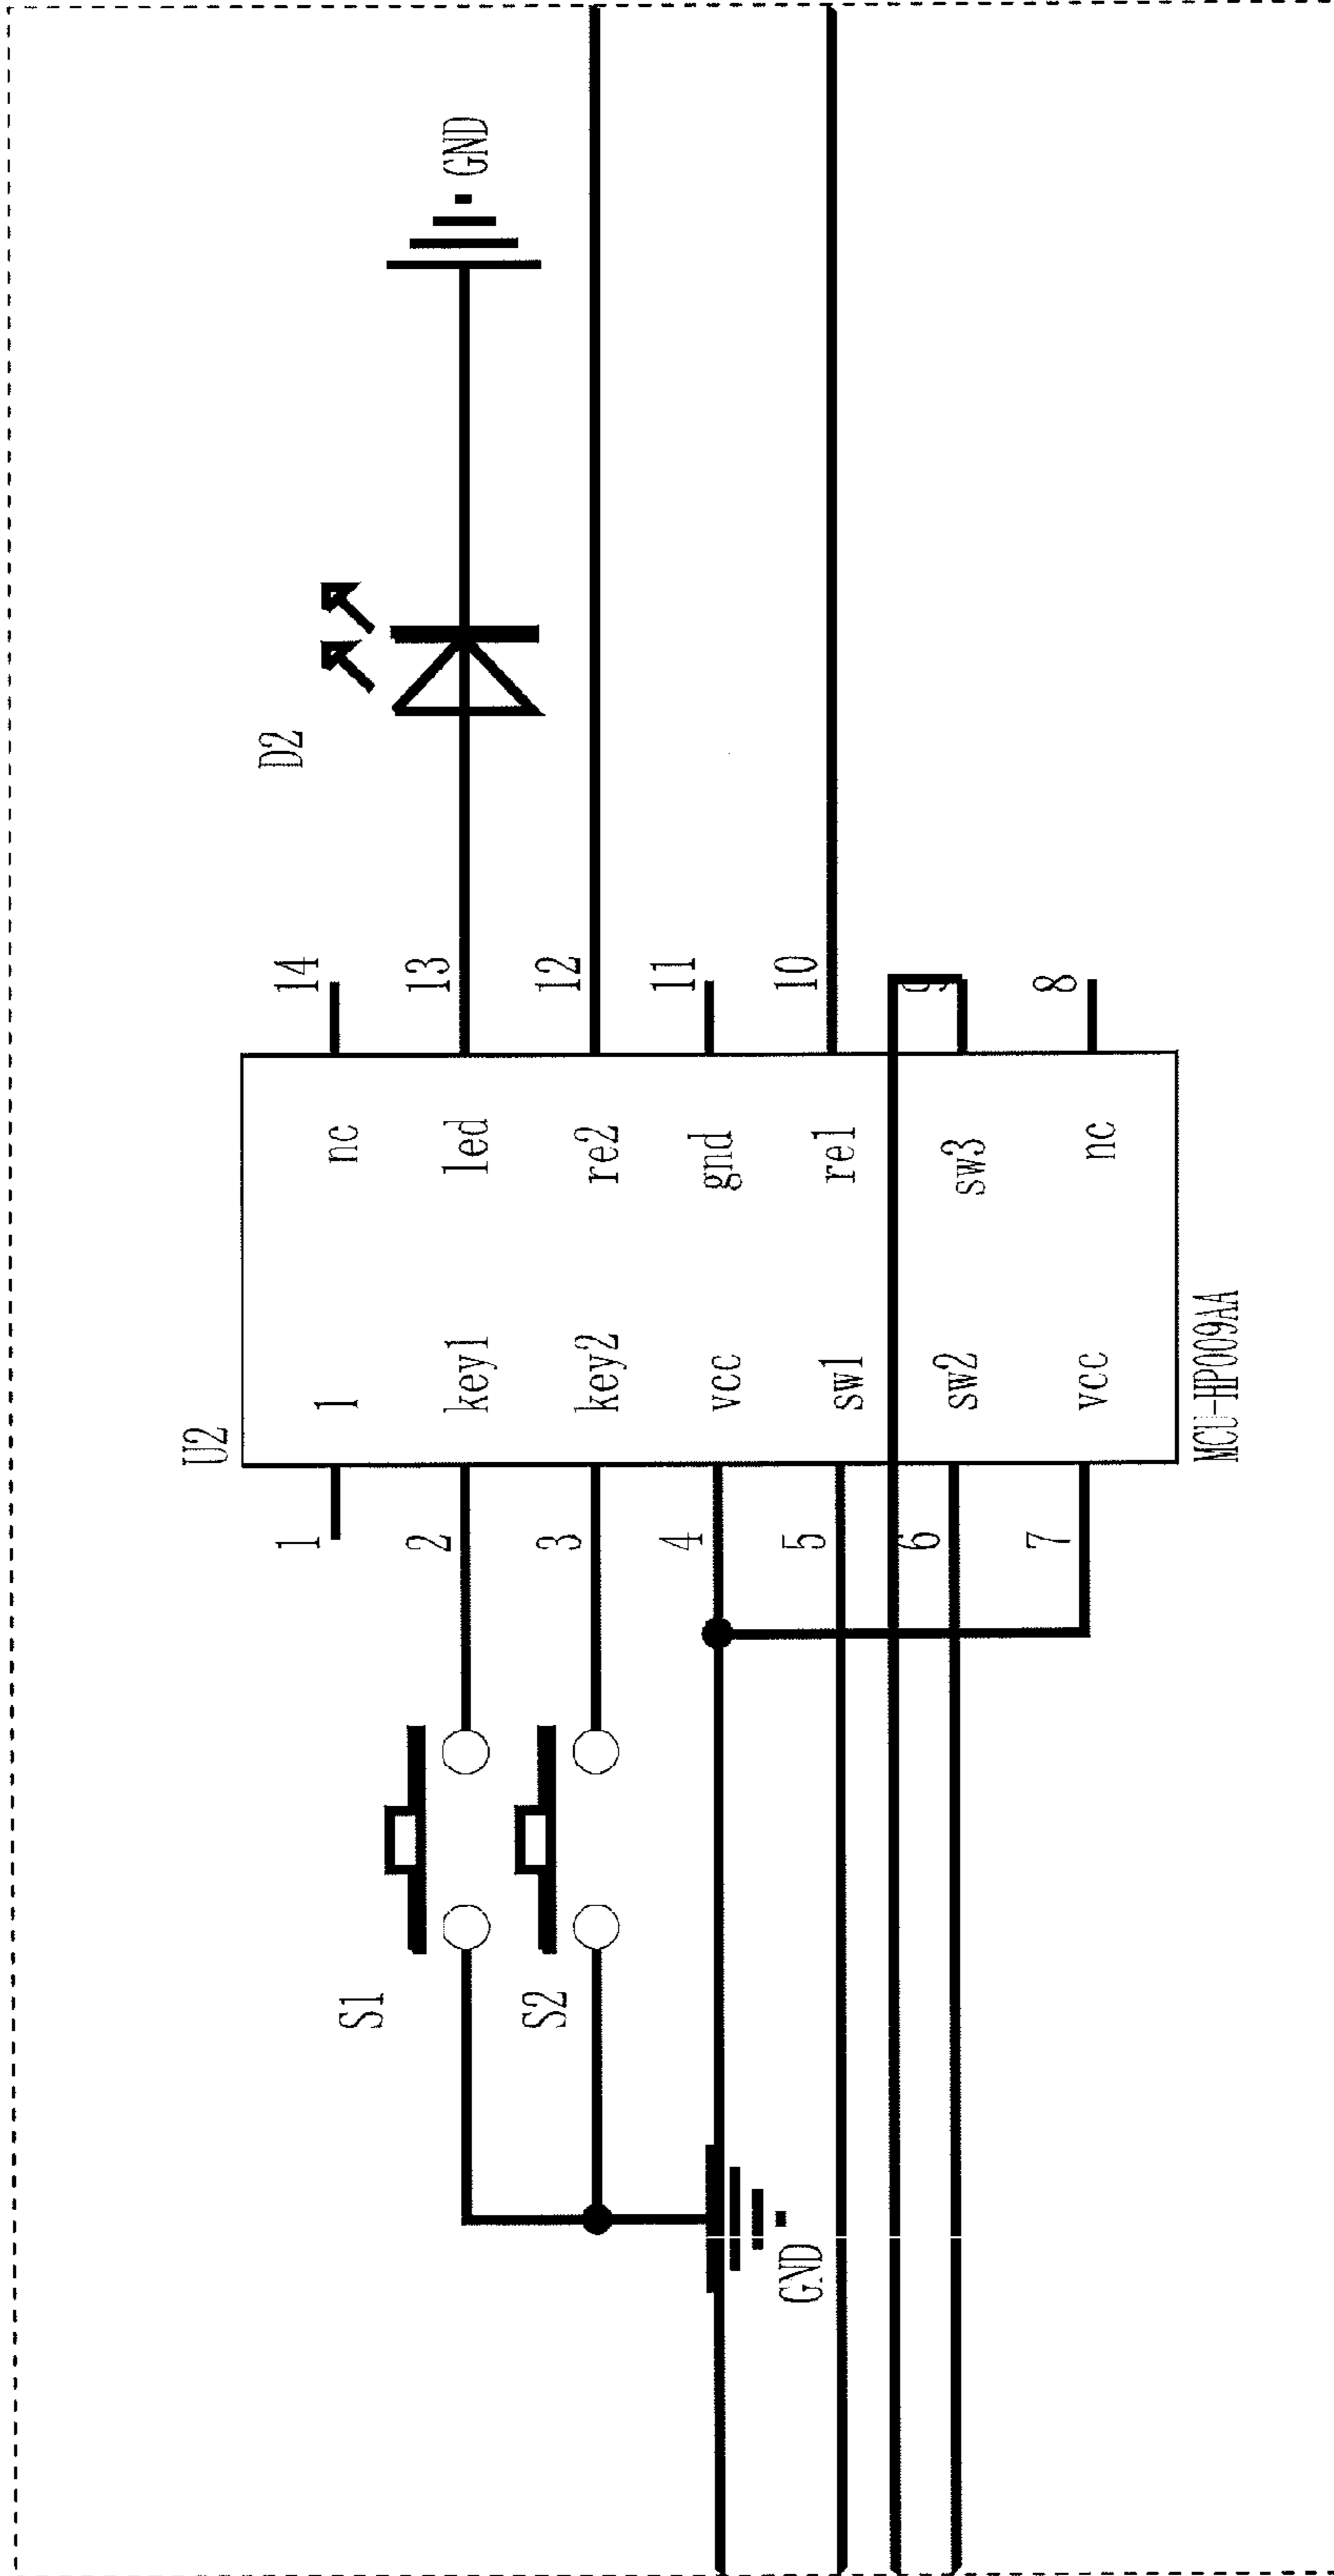 U2
1
1
nc
14
2
key1
led
13
3
key2
re2
12
4
vcc
gnd
11
5
sw1
re1
10
6
sw2
sw3
7
vcc
nc
8
MCU-HP009AA
S1
S2
GND
D2
GND